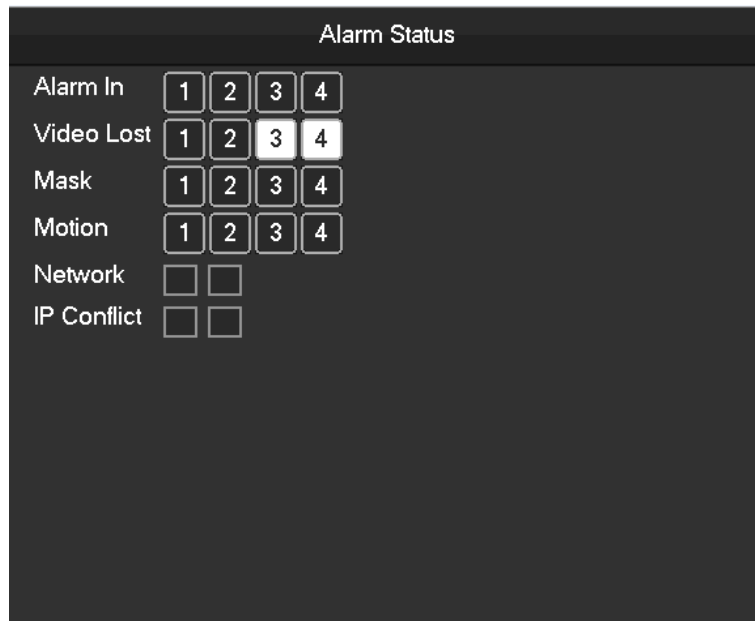 Alarm Status
Alarm In 1 2 3 4
Video Lost 1 2 3 4
Mask 1 2 3 4
Motion 1 2 3 4
Network
IP Conflict